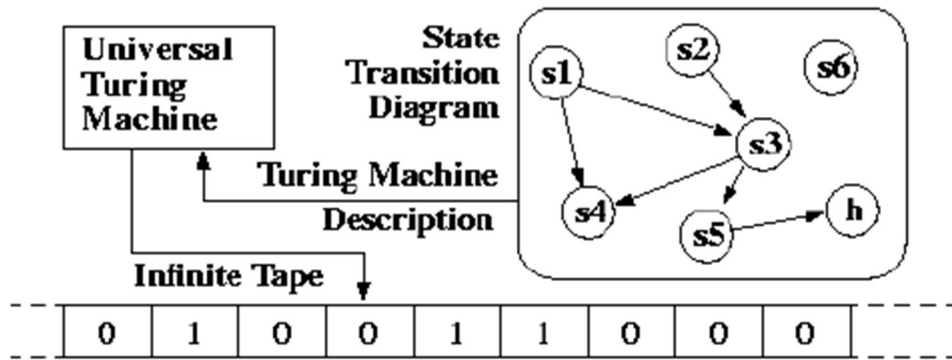 Universal
Turing
Machine
State
Transition
Diagram
s1
s2
s6
s3
s4
s5
h
Turing Machine
Description
Infinite Tape
0 1 0 0 1 1 0 0 0